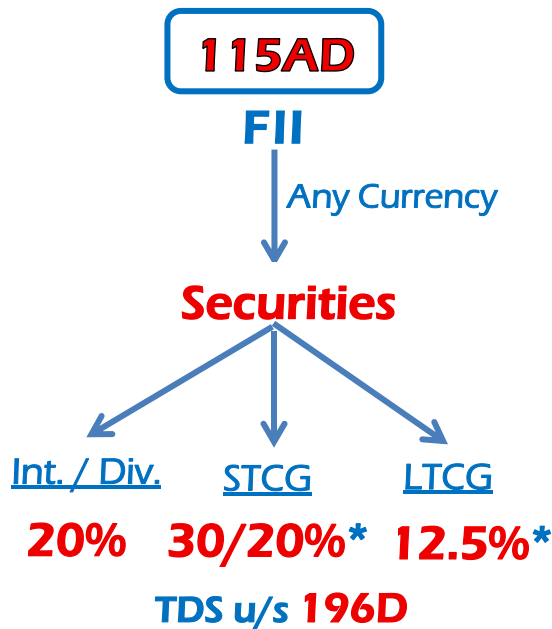 115AD
FII
Any Currency
Securities
Int. / Div. STCG LTCG
20% 30/20%* 12.5%*
TDS u/s 196D